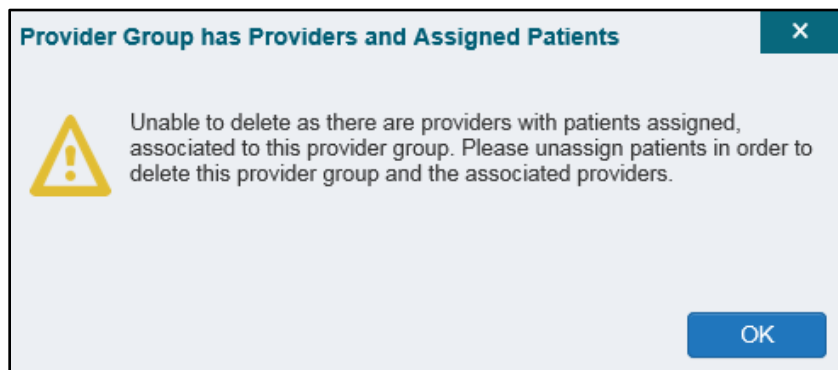 Provider Group has Providers and Assigned Patients
Unable to delete as there are providers with patients assigned,
associated to this provider group. Please unassign patients in order to
delete this provider group and the associated providers.
OK